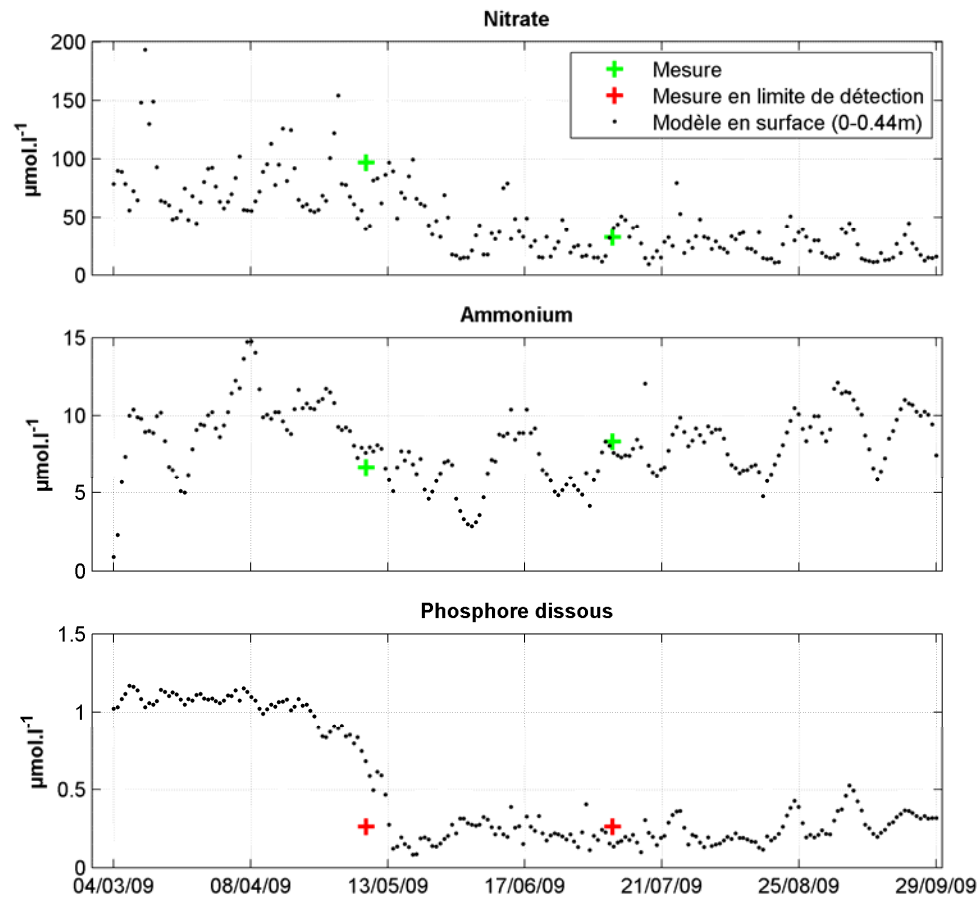 Nitrate
200
150
100
50
0
µmol.l-1
Mesure
Mesure en limite de détection
Modèle en surface (0-0.44m)
Ammonium
15
10
5
0
µmol.l-1
Phosphore dissous
1.5
1
0.5
0
µmol.l-1
04/03/09 08/04/09 13/05/09 17/06/09 21/07/09 25/08/09 29/09/09